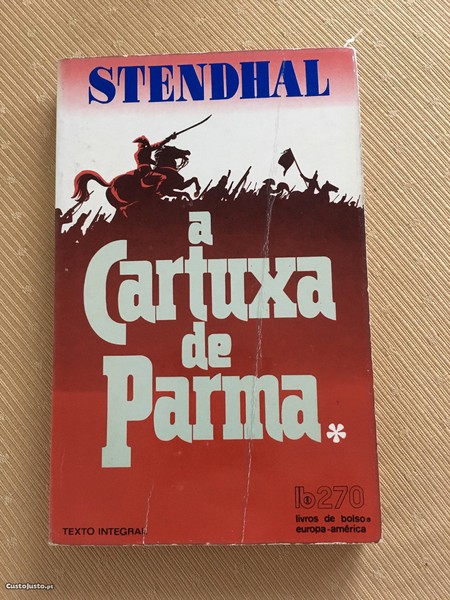 STENDHAL
a
Cartuxa
de
Parma.
*
lb 270
livros de bolso
europa-américa
TEXTO INTEGRAL
CustoJusto.pt